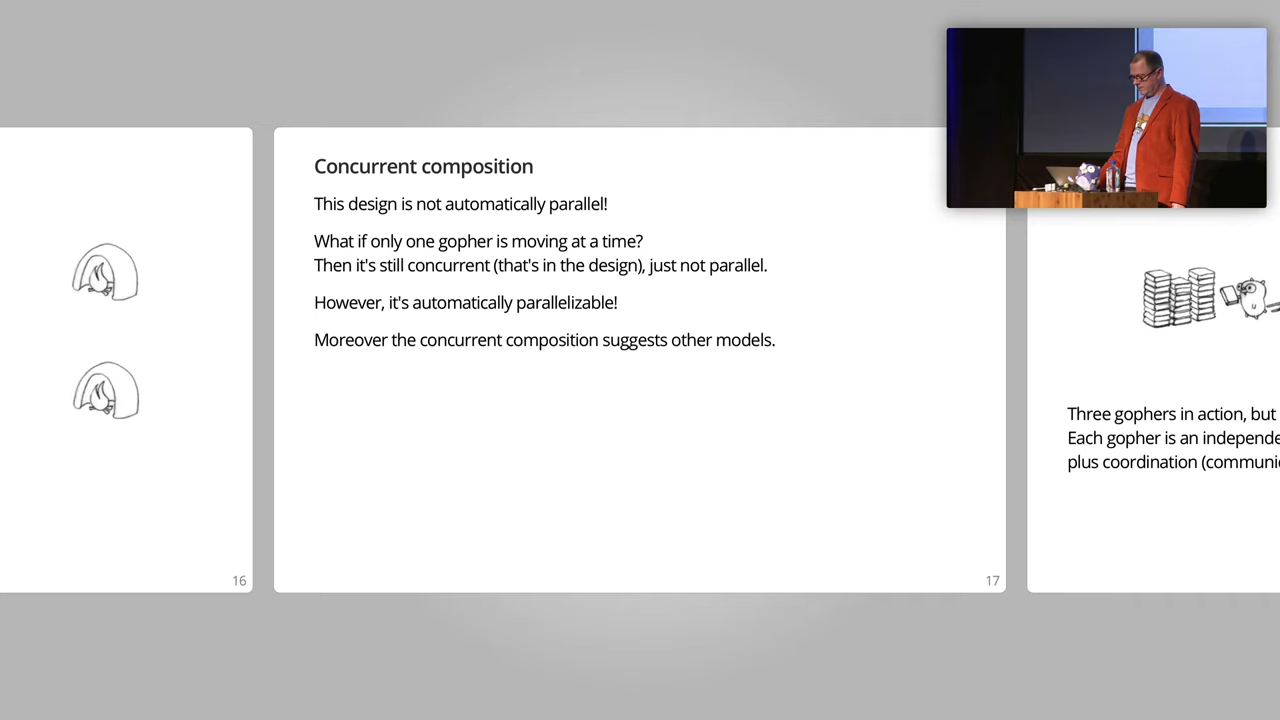 16
Concurrent composition
This design is not automatically parallel!
What if only one gopher is moving at a time?
Then it's still concurrent (that's in the design), just not parallel.
However, it's automatically parallelizable!
Moreover the concurrent composition suggests other models.
17
Three gophers in action, but
Each gopher is an
plus coordination